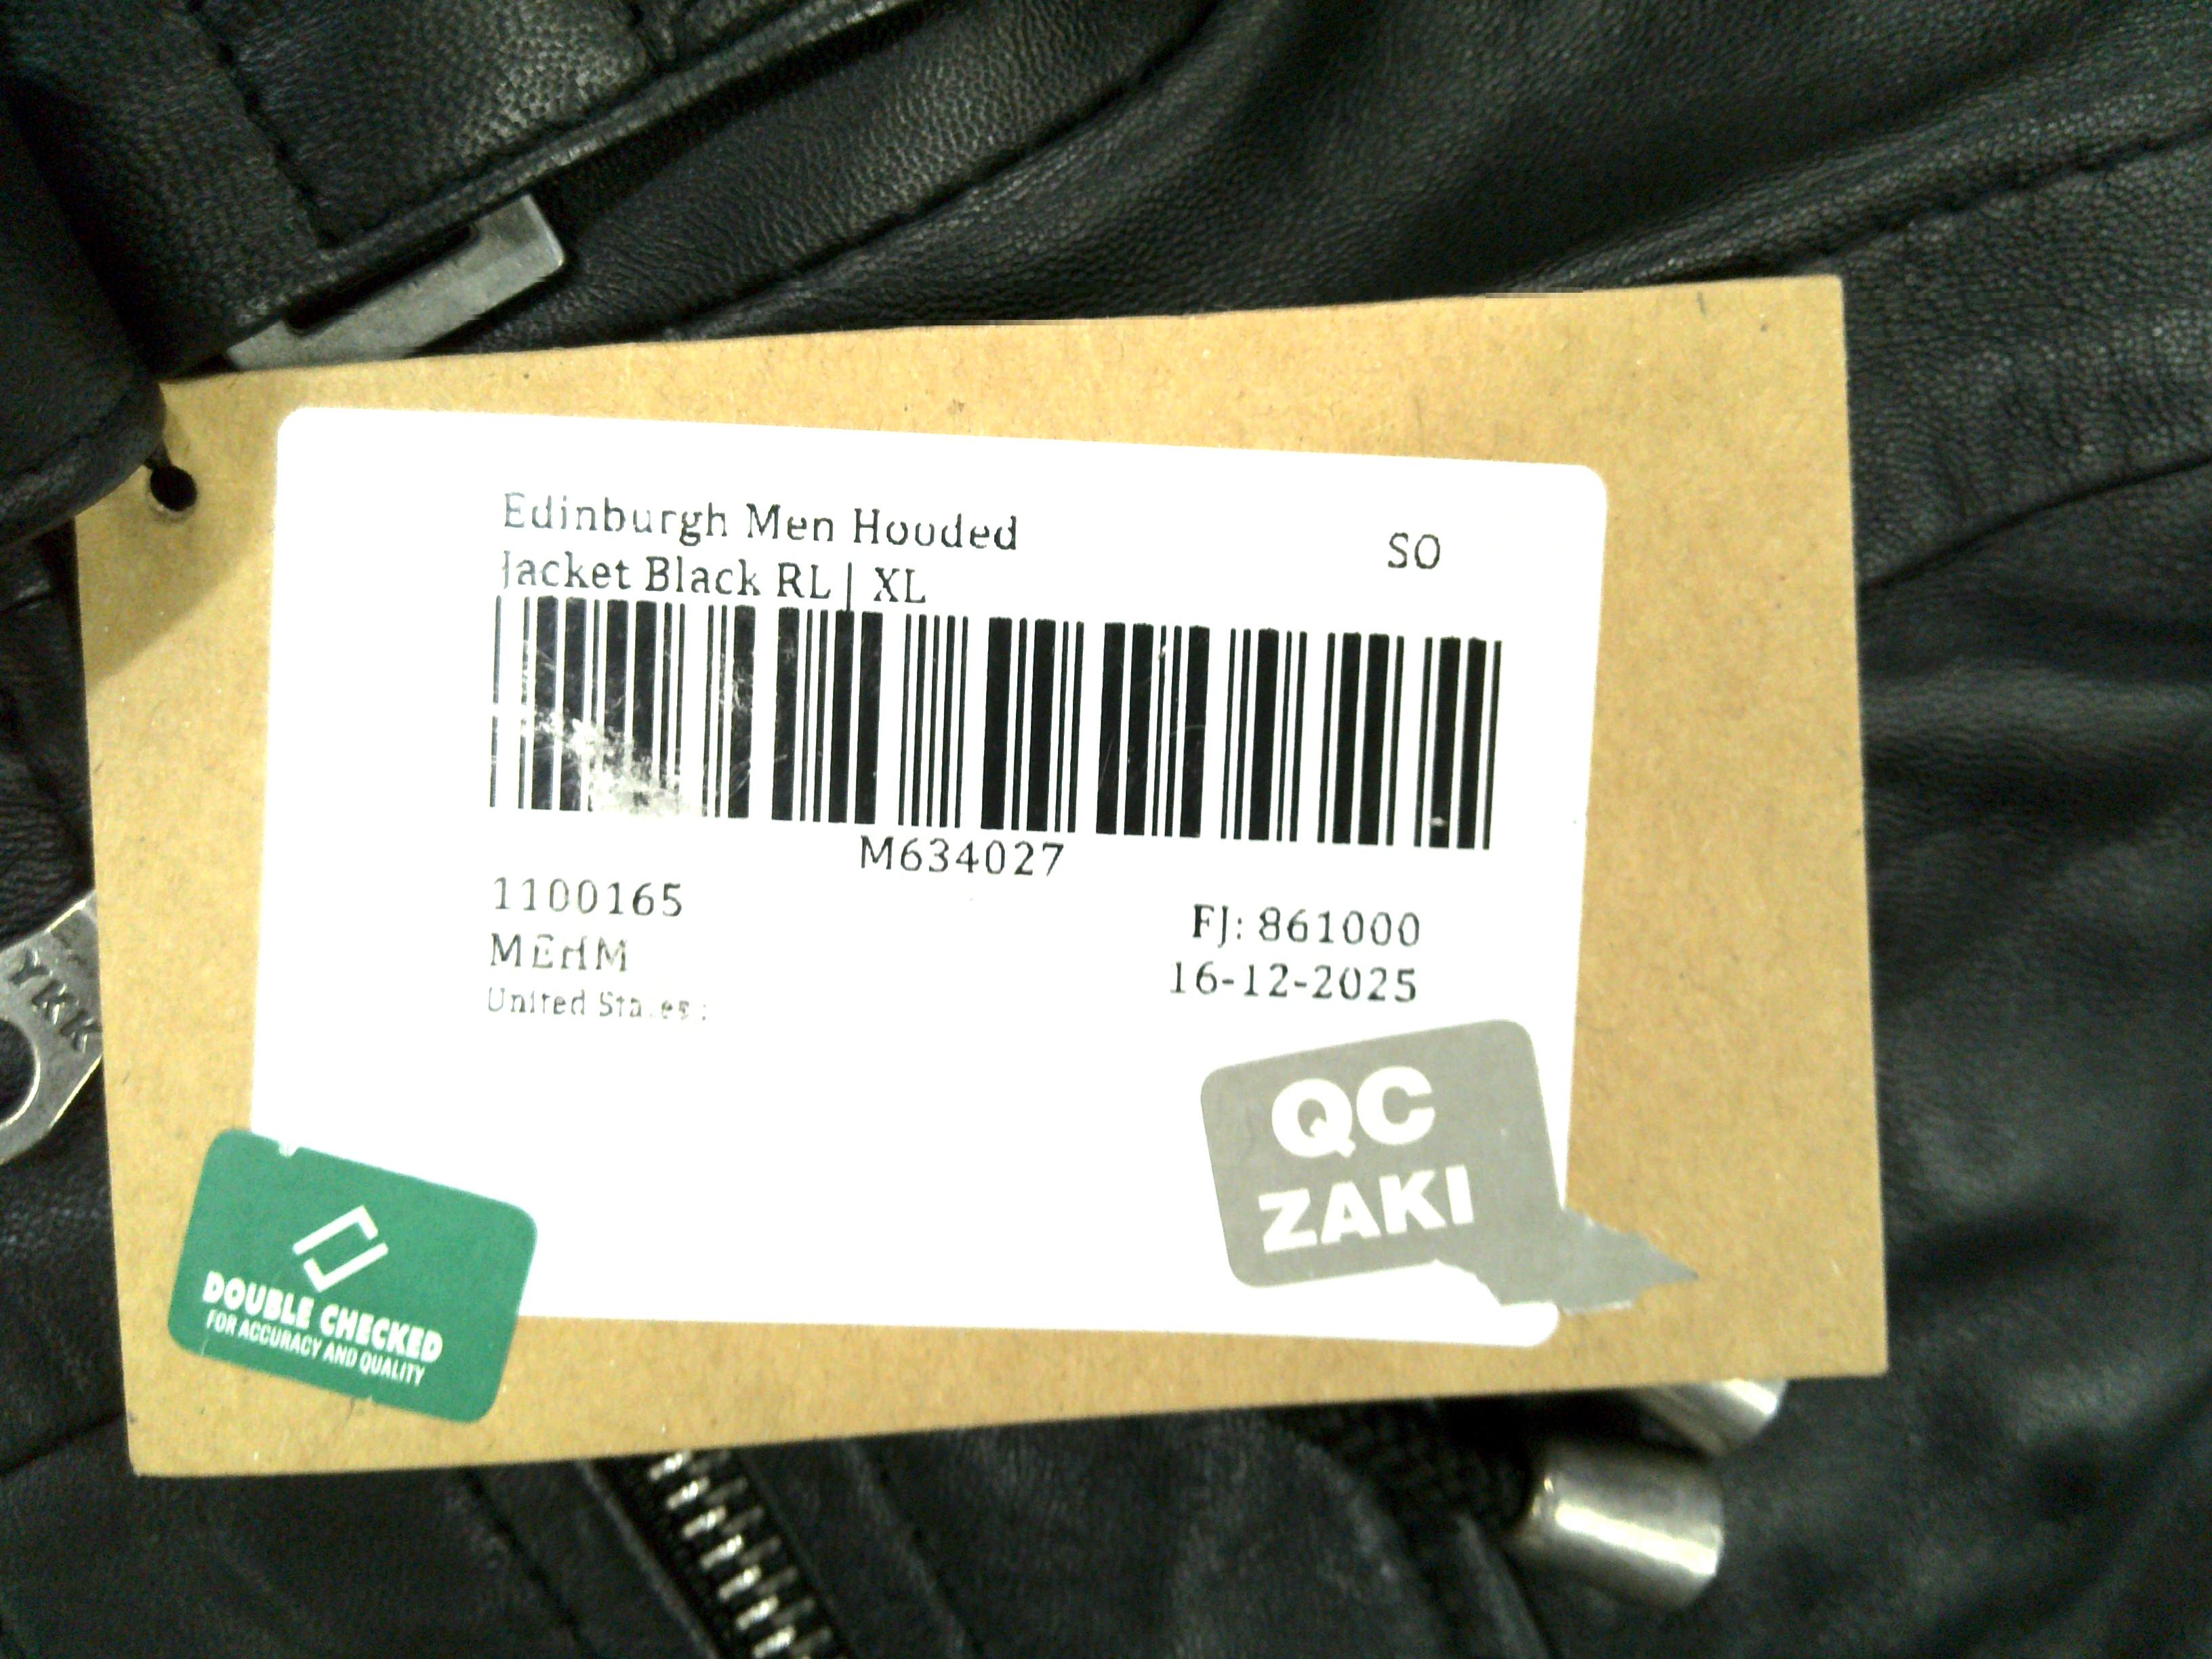 Edinburgh Men Hooded
Jacket Black RL | XL
SO
M634027
1100165
FJ: 861000
16-12-2025
United States :
QC
ZAKI
DOUBLE CHECKED
FOR ACCURACY AND QUALITY
YKK